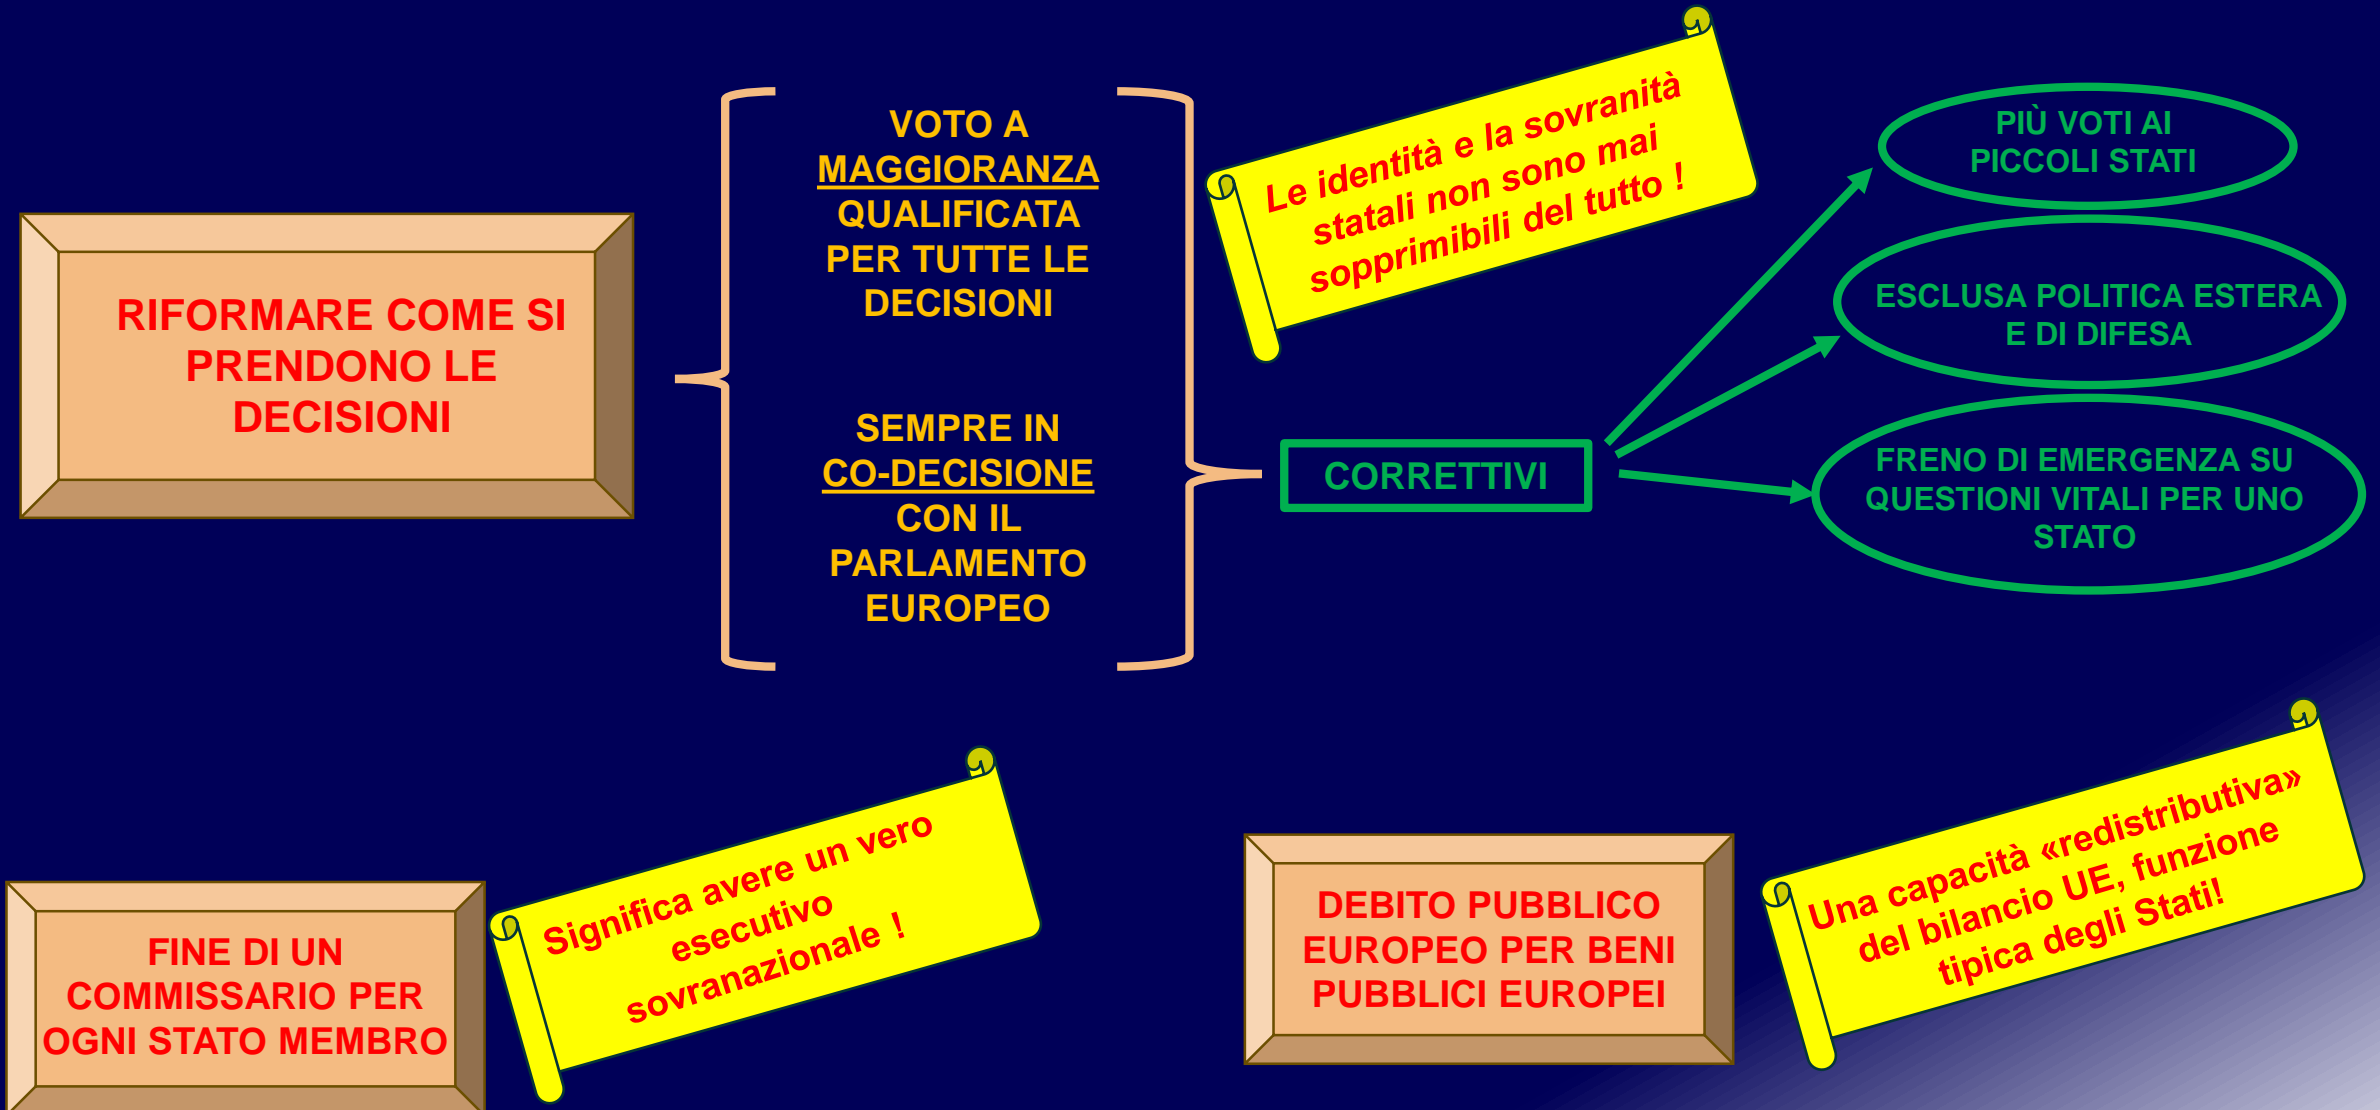 RIFORMARE COME SI
PRENDONO LE
DECISIONI
VOTO A
MAGGIORANZA
QUALIFICATA
PER TUTTE LE
DECISIONI
SEMPRE IN
CO-DECISIONE
CON IL
PARLAMENTO
EUROPEO
Le identità e la sovranità
statali non sono mai
sopprimibili del tutto !
CORRETTIVI
PIÙ VOTI AI
PICCOLI STATI
ESCLUSA POLITICA ESTERA
E DI DIFESA
FRENO DI EMERGENZA SU
QUESTIONI VITALI PER UNO
STATO
FINE DI UN
COMMISSARIO PER
OGNI STATO MEMBRO
Significa avere un vero
esecutivo
sovranazionale !
DEBITO PUBBLICO
EUROPEO PER BENI
PUBBLICI EUROPEI
Una capacità «redistributiva»
del bilancio UE, funzione
tipica degli Stati!